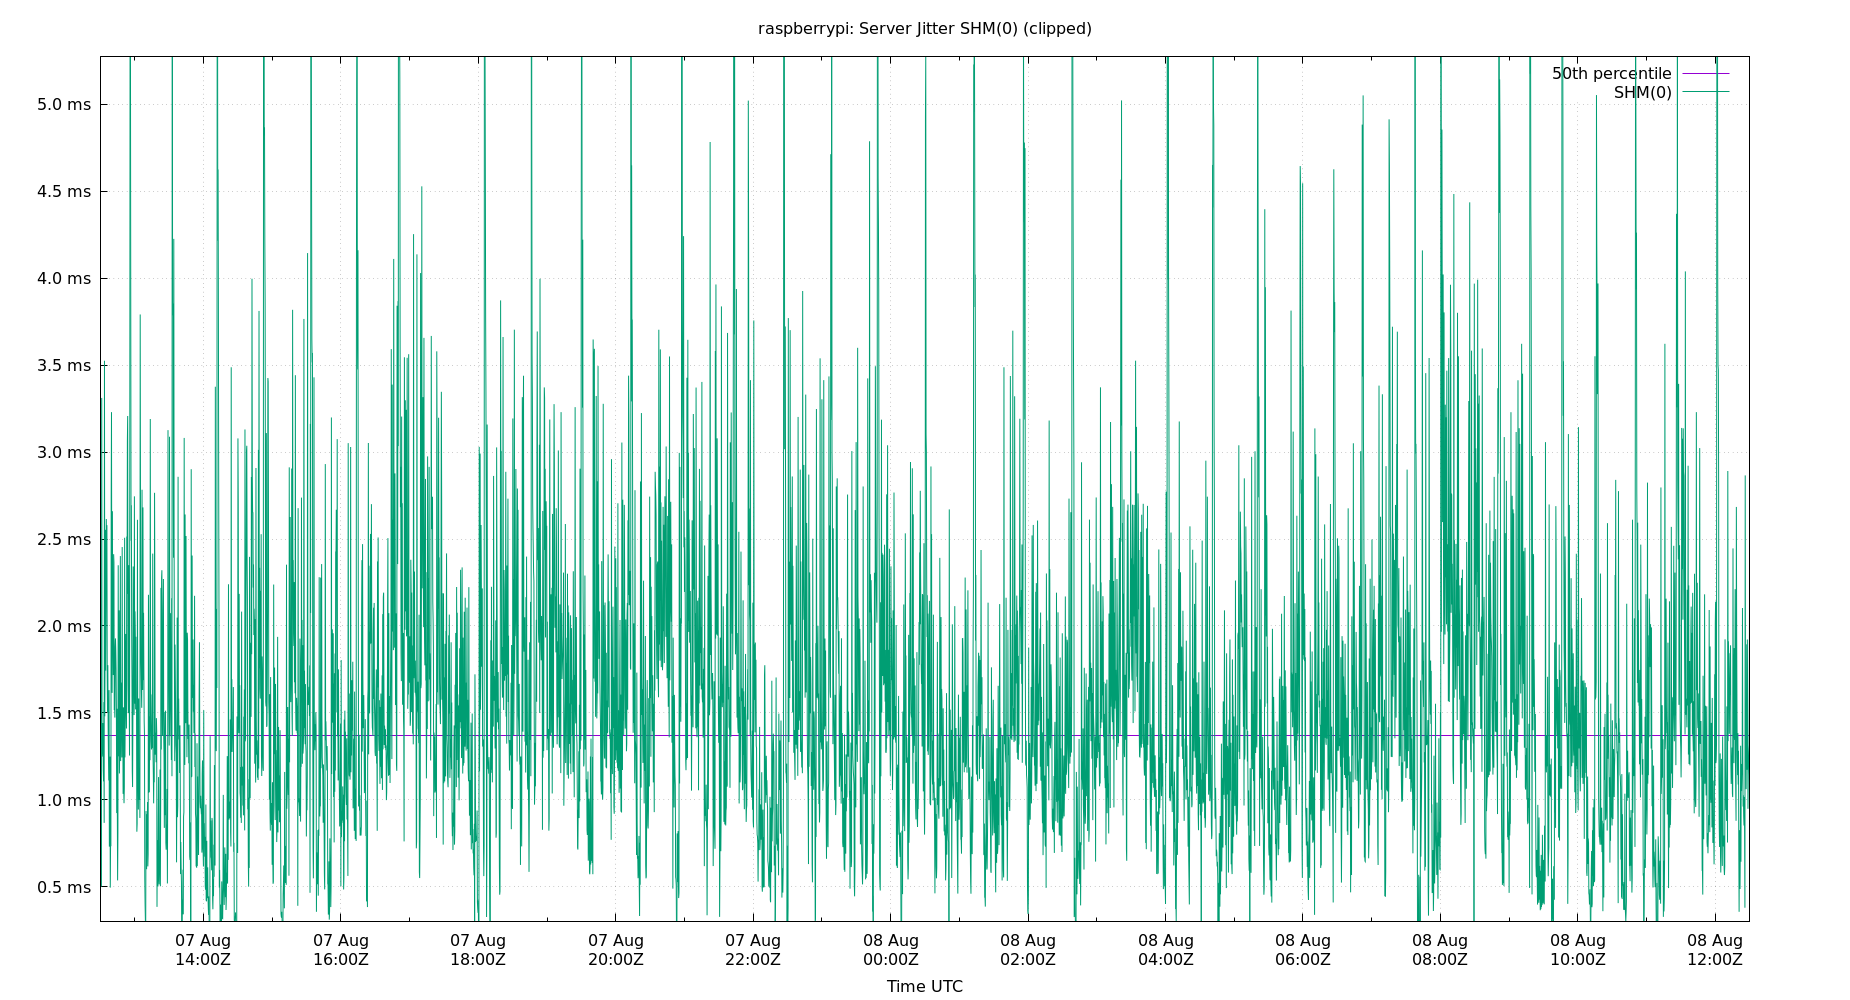 raspberrypi: Server Jitter SHM(0) (clipped)
50th percentile
SHM(0)
5.0 ms
4.5 ms
4.0 ms
3.5 ms
3.0 ms
2.5 ms
2.0 ms
1.5 ms
1.0 ms
0.5 ms
07 Aug 07 Aug 07 Aug 07 Aug 07 Aug 08 Aug 08 Aug 08 Aug 08 Aug 08 Aug 08 Aug 08 Aug
14:00Z 16:00Z 18:00Z 20:00Z 22:00Z 00:00Z 02:00Z 04:00Z 06:00Z 08:00Z 10:00Z 12:00Z
Time UTC